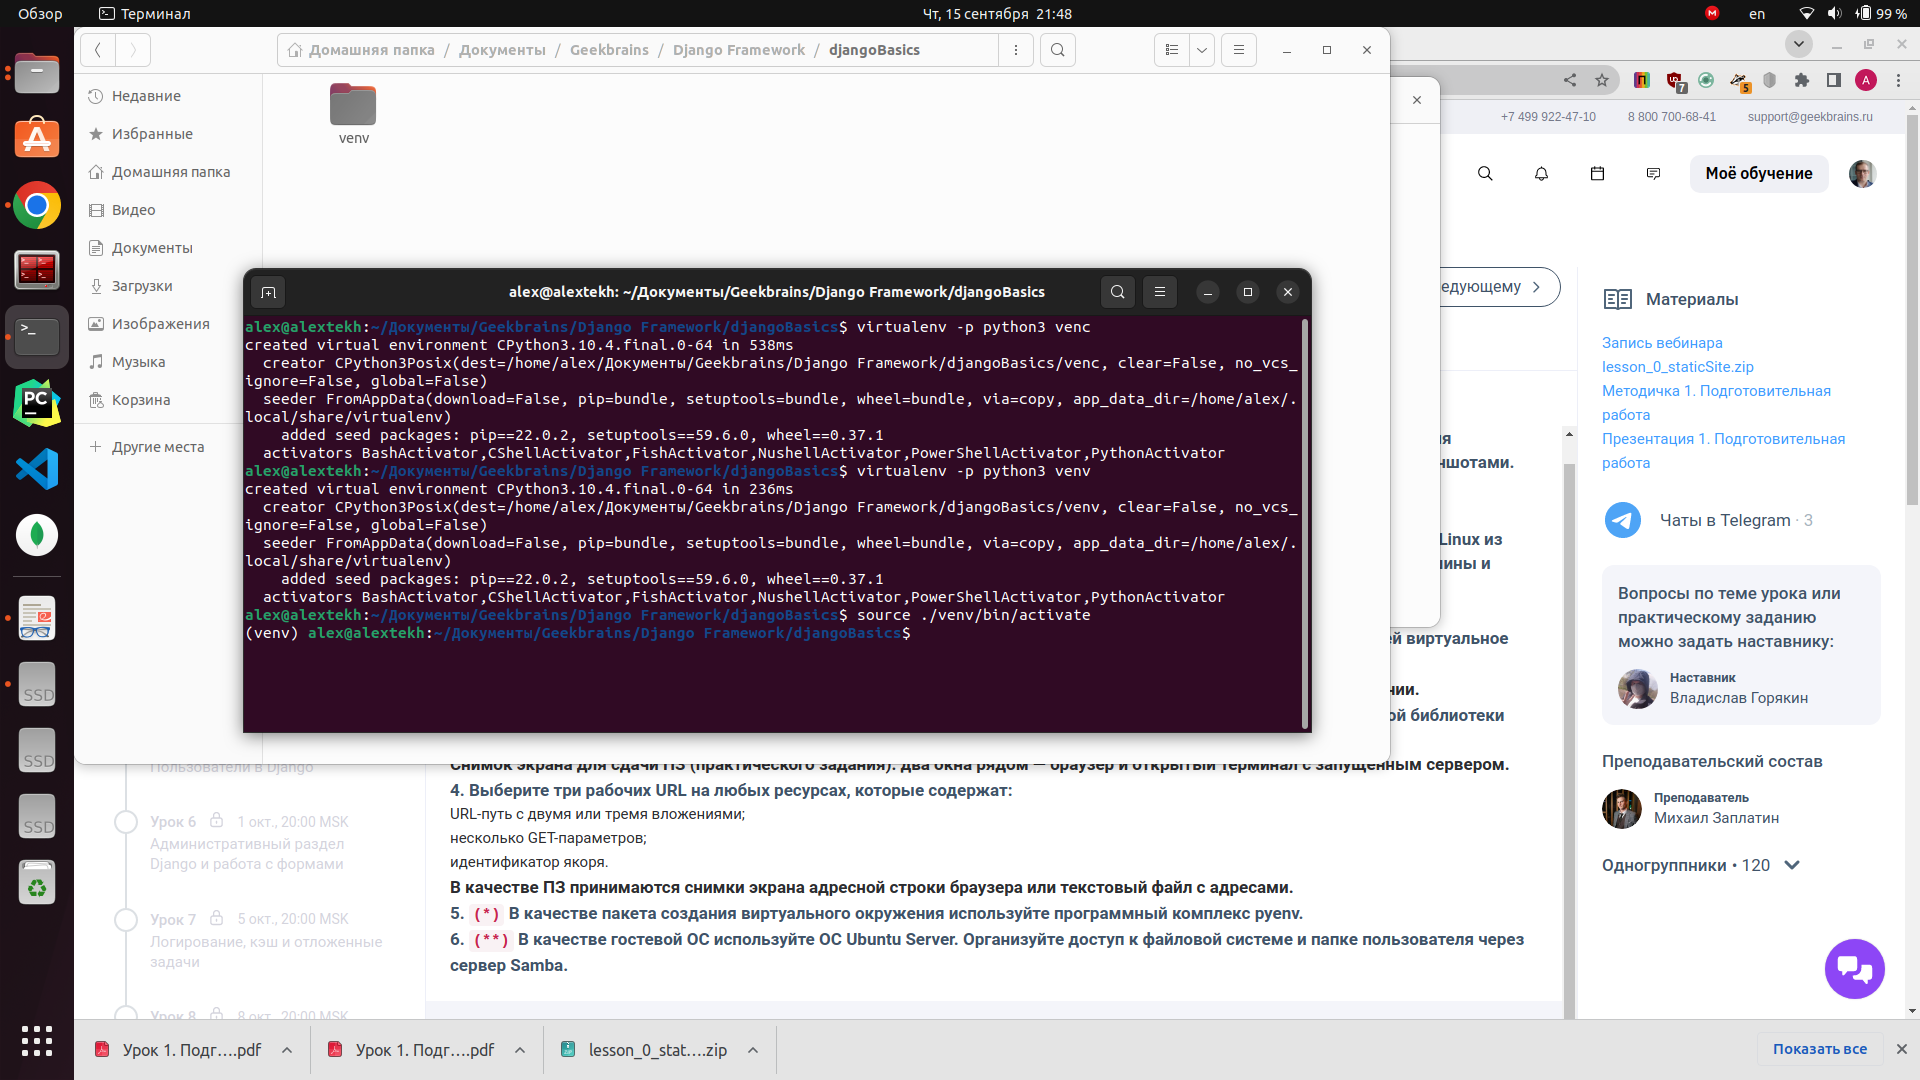 Обзор
Терминал
Чт, 15 сентября 21:48
en
99 %
Домашняя папка / Документы / Geekbrains / Django Framework / djangoBasics
Недавние
Избранные
Домашняя папка
Видео
Документы
Загрузки
Изображения
Музыка
Корзина
Другие места
venv
7
5
A
+7 499 922-47-10
8 800 700-68-41
support@geekbrains.ru
Моё обучение
alex@alextekh: ~/Документы/Geekbrains/Django Framework/djangoBasics
alex@alextekh:~/Документы/Geekbrains/Django Framework/djangoBasics$ virtualenv -p python3 venc
created virtual environment CPython3.10.4.final.0-64 in 538ms
  creator CPython3Posix(dest=/home/alex/Документы/Geekbrains/Django Framework/djangoBasics/venc, clear=False, no_vcs_
ignore=False, global=False)
  seeder FromAppData(download=False, pip=bundle, setuptools=bundle, wheel=bundle, via=copy, app_data_dir=/home/alex/.
local/share/virtualenv)
    added seed packages: pip==22.0.2, setuptools==59.6.0, wheel==0.37.1
  activators BashActivator,CShellActivator,FishActivator,NushellActivator,PowerShellActivator,PythonActivator
alex@alextekh:~/Документы/Geekbrains/Django Framework/djangoBasics$ virtualenv -p python3 venv
created virtual environment CPython3.10.4.final.0-64 in 236ms
  creator CPython3Posix(dest=/home/alex/Документы/Geekbrains/Django Framework/djangoBasics/venv, clear=False, no_vcs_
ignore=False, global=False)
  seeder FromAppData(download=False, pip=bundle, setuptools=bundle, wheel=bundle, via=copy, app_data_dir=/home/alex/.
local/share/virtualenv)
    added seed packages: pip==22.0.2, setuptools==59.6.0, wheel==0.37.1
  activators BashActivator,CShellActivator,FishActivator,NushellActivator,PowerShellActivator,PythonActivator
alex@alextekh:~/Документы/Geekbrains/Django Framework/djangoBasics$ source ./venv/bin/activate
(venv) alex@alextekh:~/Документы/Geekbrains/Django Framework/djangoBasics$
PC
SSD
SSD
SSD
едующему
я
ншотами.
Linux из
ины и
й виртуальное
нии.
ой библиотеки
Снимок экрана для сдачи ПЗ (практического задания): два окна рядом — браузер и открытый терминал с запущенным сервером.
4. Выберите три рабочих URL на любых ресурсах, которые содержат:
URL-путь с двумя или тремя вложениями;
несколько GET-параметров;
идентификатор якоря.
В качестве ПЗ принимаются снимки экрана адресной строки браузера или текстовый файл с адресами.
5. (*) В качестве пакета создания виртуального окружения используйте программный комплекс pyenv.
6. (**) В качестве гостевой ОС используйте ОС Ubuntu Server. Организуйте доступ к файловой системе и папке пользователя через
сервер Samba.
Пользователи в Django
Урок 6 1 окт., 20:00 MSK
Административный раздел
Django и работа с формами
Урок 7 5 окт., 20:00 MSK
Логирование, кэш и отложенные
задачи
Урок 8 8 окт., 20:00 MSK
Материалы
Запись вебинара
lesson_0_staticSite.zip
Методичка 1. Подготовительная
работа
Презентация 1. Подготовительная
работа
Чаты в Telegram · 3
Вопросы по теме урока или
практическому заданию
можно задать наставнику:
Наставник
Владислав Горякин
Преподавательский состав
Преподаватель
Михаил Заплатин
Одногруппники • 120
Урок 1. Подг….pdf
Урок 1. Подг….pdf
lesson_0_stat….zip
Показать все